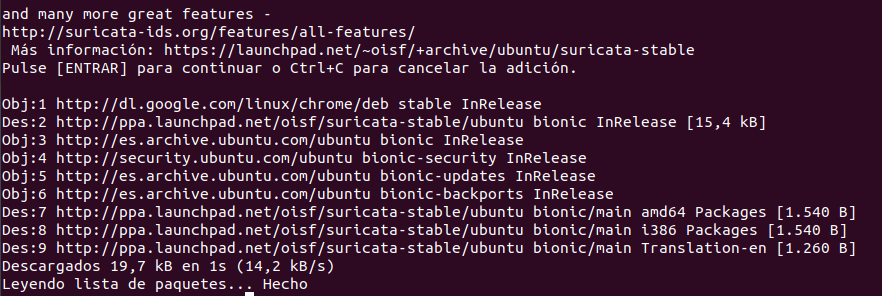 and many more great features -
http://suricata-ids.org/features/all-features/
Más información: https://launchpad.net/~oisf/+archive/ubuntu/suricata-stable
Pulse [ENTRAR] para continuar o Ctrl+C para cancelar la adición.
Obj:1 http://dl.google.com/linux/chrome/deb stable InRelease
Des:2 http://ppa.launchpad.net/oisf/suricata-stable/ubuntu bionic InRelease [15,4 kB]
Obj:3 http://es.archive.ubuntu.com/ubuntu bionic InRelease
Obj:4 http://security.ubuntu.com/ubuntu bionic-security InRelease
Obj:5 http://es.archive.ubuntu.com/ubuntu bionic-updates InRelease
Obj:6 http://es.archive.ubuntu.com/ubuntu bionic-backports InRelease
Des:7 http://ppa.launchpad.net/oisf/suricata-stable/ubuntu bionic/main amd64 Packages [1.540 B]
Des:8 http://ppa.launchpad.net/oisf/suricata-stable/ubuntu bionic/main i386 Packages [1.540 B]
Des:9 http://ppa.launchpad.net/oisf/suricata-stable/ubuntu bionic/main Translation-en [1.260 B]
Descargados 19,7 kB en 1s (14,2 kB/s)
Leyendo lista de paquetes... Hecho